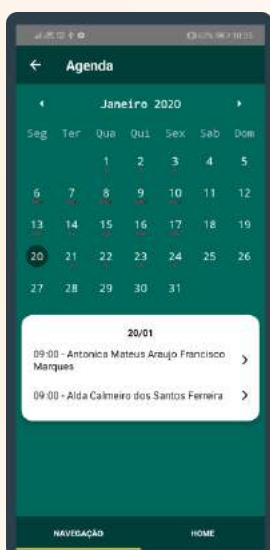 Agenda
Janeiro 2020
Seg Ter Qua Qui Sex Sab Dom
1 2 3 4 5
6 7 8 9 10 11 12
13 14 15 16 17 18 19
20 21 22 23 24 25 26
27 28 29 30 31
20/01
09:00 - Antonica Mateus Araujo Francisco
Marques
09:00 - Alda Calmeiro dos Santos Ferreira
NAVEGAÇÃO HOME